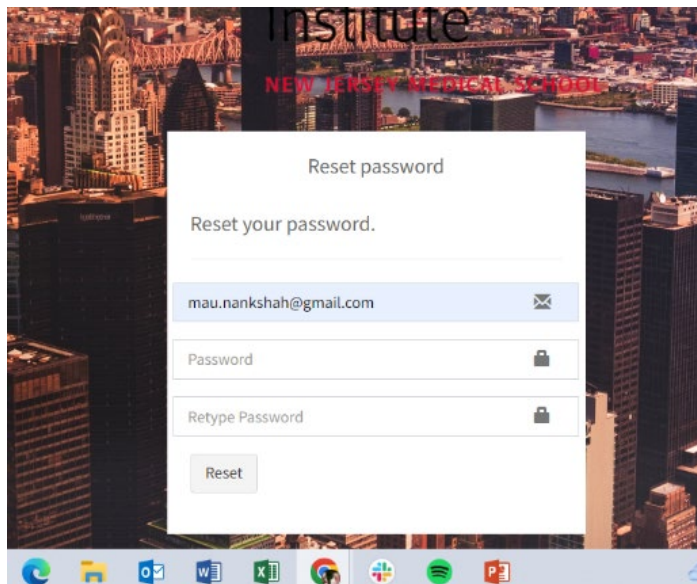 Institute
NEW JERSEY MEDICAL SCHOOL
Reset password
Reset your password.
mau.nankshah@gmail.com
Password
Retype Password
Reset